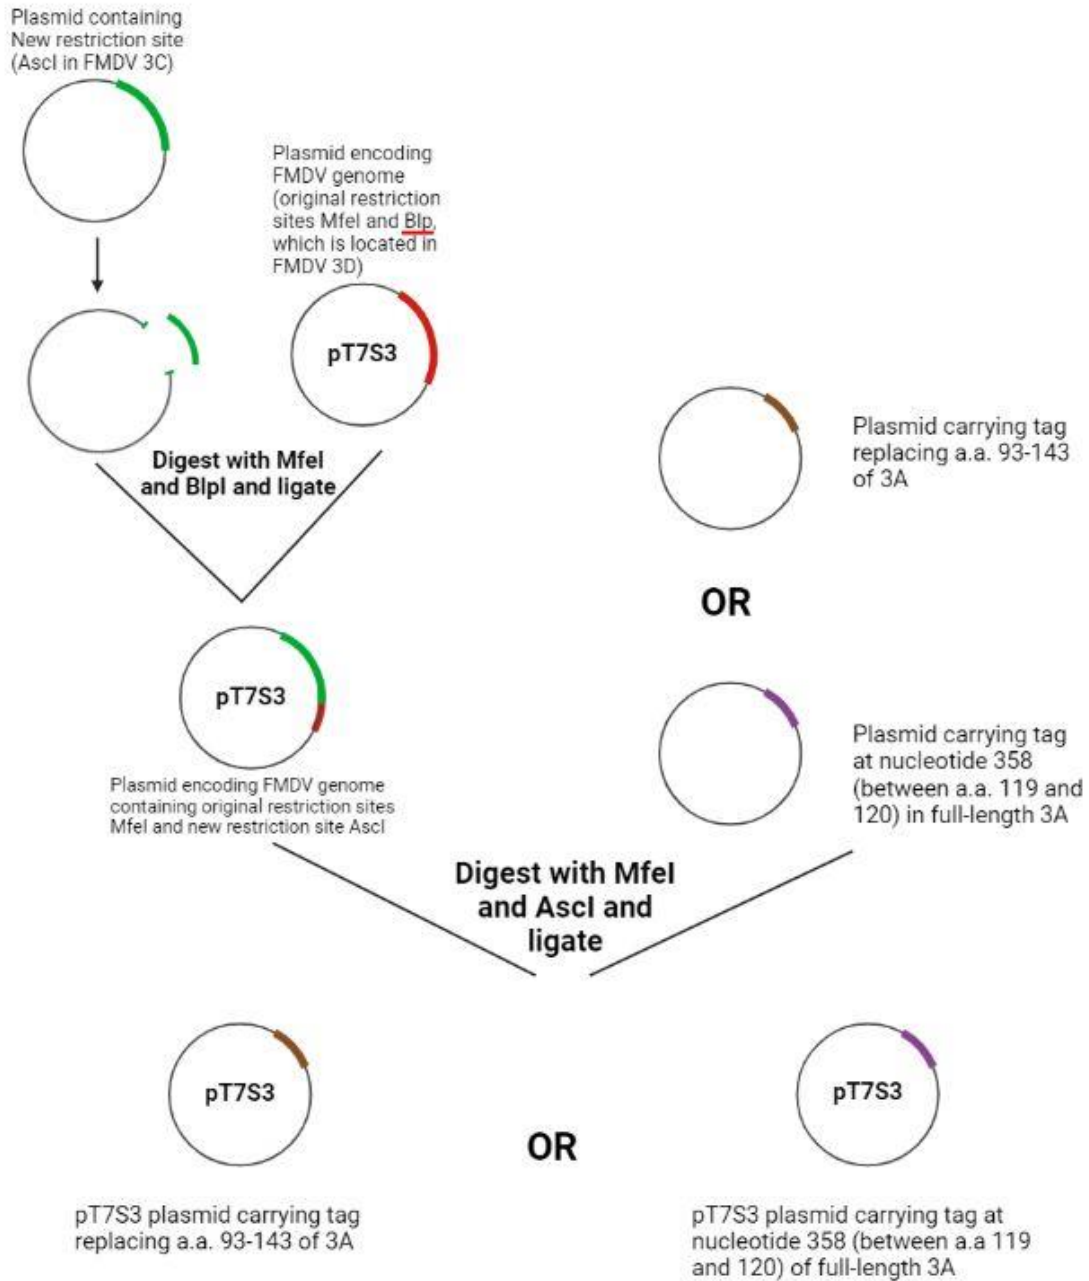 Plasmid containing
New restriction site
(AscI in FMDV 3C)
Plasmid encoding
FMDV genome
(original restriction
sites MfeI and Blp,
which is located in
FMDV 3D)
pT7S3
Digest with MfeI
and BlpI and ligate
Plasmid carrying tag
replacing a.a. 93-143
of 3A
OR
pT7S3
Plasmid encoding FMDV genome
containing original restriction sites
MfeI and new restriction site AscI
Plasmid carrying tag
at nucleotide 358
(between a.a. 119 and
120) in full-length 3A
Digest with MfeI
and AscI and
ligate
pT7S3
pT7S3
OR
pT7S3 plasmid carrying tag
replacing a.a. 93-143 of 3A
pT7S3 plasmid carrying tag at
nucleotide 358 (between a.a 119
and 120) of full-length 3A